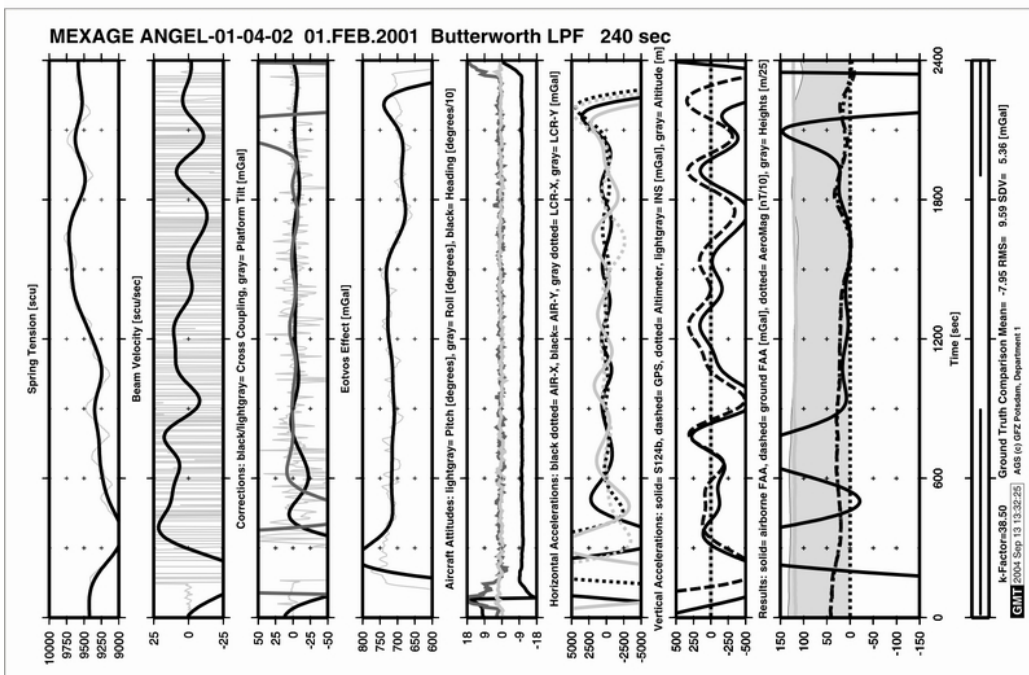 MEXAGE ANGEL-01-04-02 01.FEB.2001 Butterworth LPF 240 sec
Spring Tension [scu]
10000
9750
9500
9250
9000
Beam Velocity [scu/sec]
25
0
-25
Corrections: black/lightgray= Cross Coupling, gray= Platform Tilt [mGal]
50
25
0
-25
-50
Eotvos Effect [mGal]
800
700
600
Aircraft Attitudes: lightgray= Pitch [degrees], gray= Roll [degrees], black= Heading [degrees/10]
18
9
0
-9
-18
Horizontal Accelerations: black dotted= AIR-X, black= AIR-Y, gray dotted= LCR-X, gray= LCR-Y [mGal]
5000
2500
0
-2500
-5000
Vertical Accelerations: solid= S124b, dashed= GPS, dotted= Altimeter, lightgray= INS [mGal], gray= Altitude [m]
500
250
0
-250
-500
Results: solid= airborne FAA, dashed= ground FAA [mGal], dotted= AeroMag [nT/10], gray= Heights [m/25]
150
100
50
0
-50
-100
-150
0 600 1200 1800 2400
Time [sec]
k-Factor=38.50 Ground Truth Comparison Mean= -7.95 RMS= 9.59 SDV= 5.36 [mGal]
GMT 2004 Sep 13 13:32:25 AGS (c) GFZ Potsdam, Department 1